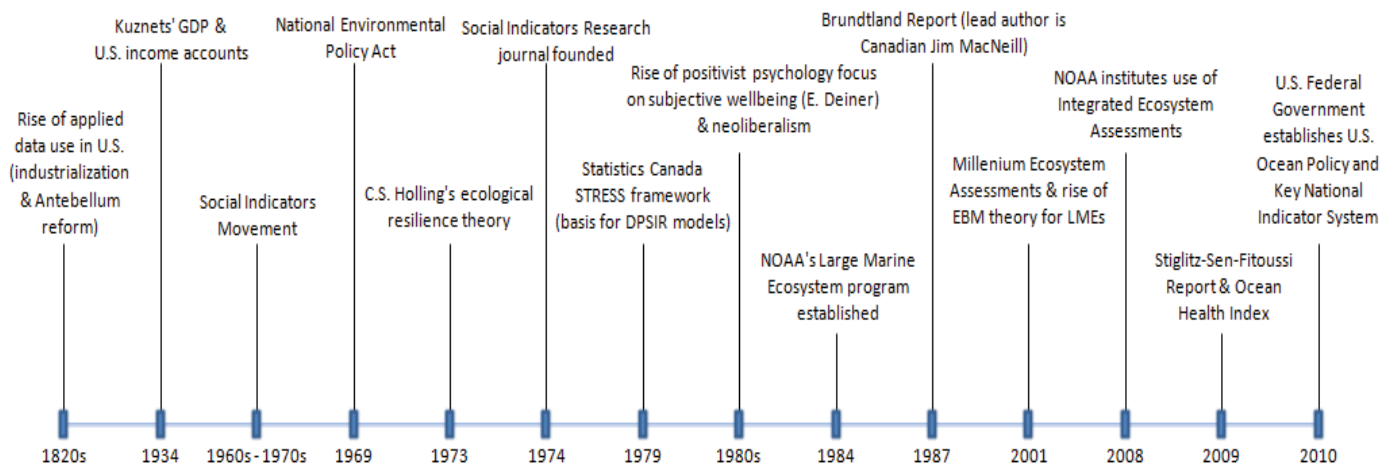 Rise of applied
data use in U.S.
(industrialization
& Antebellum
reform)
Kuznets' GDP &
U.S. income accounts
Social Indicators
Movement
National Environmental
Policy Act
C.S. Holling's ecological
resilience theory
Social Indicators Research
journal founded
Statistics Canada
STRESS framework
(basis for DPSIR models)
Rise of positivist psychology focus
on subjective wellbeing (E. Deiner)
& neoliberalism
NOAA's Large Marine
Ecosystem program
established
Brundtland Report (lead author is
Canadian Jim MacNeill)
Millenium Ecosystem
Assessments & rise of
EBM theory for LMEs
NOAA institutes use of
Integrated Ecosystem
Assessments
Stiglitz-Sen-Fitoussi
Report & Ocean
Health Index
U.S. Federal
Government
establishes U.S.
Ocean Policy and
Key National
Indicator System
1820s
1934
1960s-1970s
1969
1973
1974
1979
1980s
1984
1987
2001
2008
2009
2010